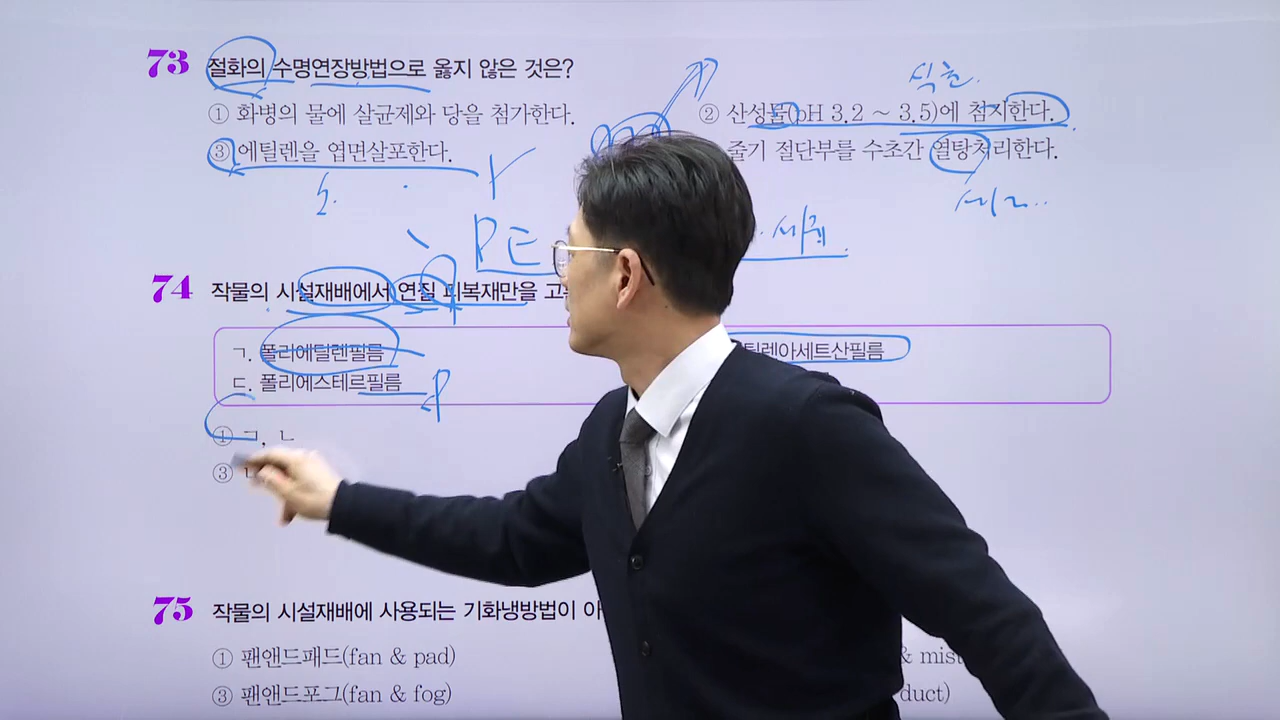 73 절화의 수명연장방법으로 옳지 않은 것은?
① 화병의 물에 살균제와 당을 첨가한다.
② 산성물(pH 3.2 ~ 3.5)에 침지한다.
③ 에틸렌을 엽면살포한다.
줄기 절단부를 수초간 열탕처리한다.
PE
74 작물의 시설재배에서 연질 피복재만을 고
ㄱ. 폴리에틸렌필름
틸렌아세트산필름
ㄷ. 폴리에스테르필름
P
① ㄱ, ㄴ
③
75 작물의 시설재배에 사용되는 기화냉방법이 아
① 팬앤드패드(fan & pad)
& mist
③ 팬앤드포그(fan & fog)
duct)